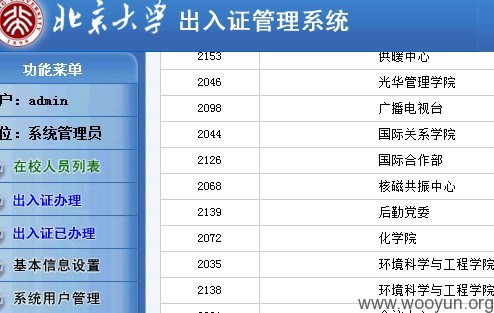 北京大学 出入证管理系统
功能菜单
户：admin
位：系统管理员
在校人员列表
出入证办理
出入证已办理
基本信息设置
系统用户管理
2153 供暖中心
2046 光华管理学院
2098 广播电视台
2044 国际关系学院
2126 国际合作部
2068 核磁共振中心
2139 后勤党委
2072 化学院
2035 环境科学与工程学院
2138 环境科学与工程学院
www.wooyun.org